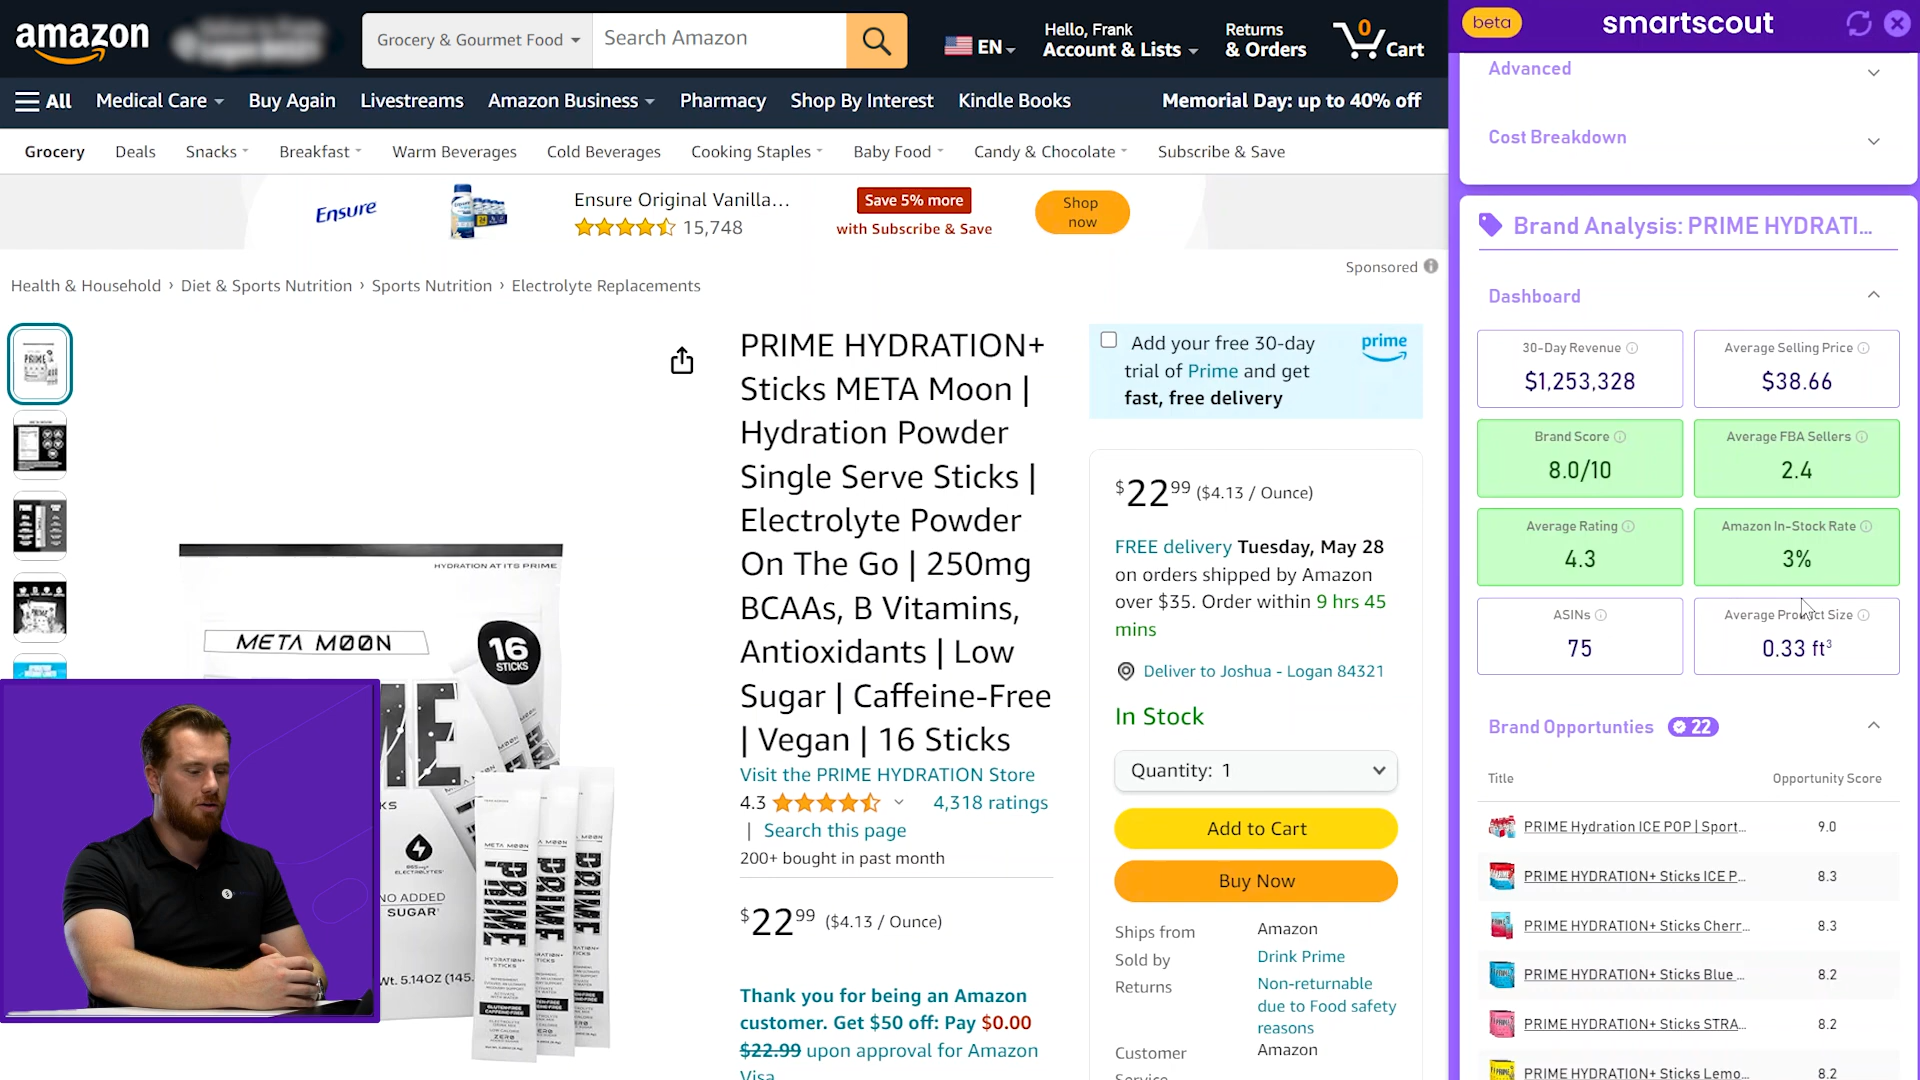 amazon
Grocery & Gourmet Food
Search Amazon
EN
Hello, Frank
Account & Lists
Returns
& Orders
0
Cart
All
Medical Care
Buy Again
Livestreams
Amazon Business
Pharmacy
Shop By Interest
Kindle Books
Memorial Day: up to 40% off
Grocery
Deals
Snacks
Breakfast
Warm Beverages
Cold Beverages
Cooking Staples
Baby Food
Candy & Chocolate
Subscribe & Save
Ensure
Ensure Original Vanilla...
15,748
Save 5% more
with Subscribe & Save
Shop
now
Sponsored
Health & Household › Diet & Sports Nutrition › Sports Nutrition › Electrolyte Replacements
HYDRATION AT ITS PRIME
META MOON
16
STICKS
NO ADDED
SUGAR
META MOON
META MOON
META MOON
PRIME
PRIME
PRIME
HYDRATION+
STICKS
ZERO
PRIME HYDRATION+
Sticks META Moon |
Hydration Powder
Single Serve Sticks |
Electrolyte Powder
On The Go | 250mg
BCAAs, B Vitamins,
Antioxidants | Low
Sugar | Caffeine-Free
| Vegan | 16 Sticks
Visit the PRIME HYDRATION Store
4.3
4,318 ratings
| Search this page
200+ bought in past month
$22 99 ($4.13 / Ounce)
Thank you for being an Amazon
customer. Get $50 off: Pay $0.00
$22.99 upon approval for Amazon
Visa.
Add your free 30-day
trial of Prime and get
fast, free delivery
prime
$22 99 ($4.13 / Ounce)
FREE delivery Tuesday, May 28
on orders shipped by Amazon
over $35. Order within 9 hrs 45
mins
Deliver to Joshua - Logan 84321
In Stock
Quantity: 1
Add to Cart
Buy Now
Ships from
Amazon
Sold by
Drink Prime
Returns
Non-returnable
due to Food safety
reasons
Customer
Service
Amazon
beta
smartscout
Advanced
Cost Breakdown
Brand Analysis: PRIME HYDRATI...
Dashboard
30-Day Revenue
$1,253,328
Average Selling Price
$38.66
Brand Score
8.0/10
Average FBA Sellers
2.4
Average Rating
4.3
Amazon In-Stock Rate
3%
ASINs
75
Average Product Size
0.33 ft³
Brand Opportunties
22
Title
Opportunity Score
PRIME Hydration ICE POP | Sport...
9.0
PRIME HYDRATION+ Sticks ICE P...
8.3
PRIME HYDRATION+ Sticks Cherr...
8.3
PRIME HYDRATION+ Sticks Blue ...
8.2
PRIME HYDRATION+ Sticks STRA...
8.2
PRIME HYDRATION+ Sticks Lemo...
8.2